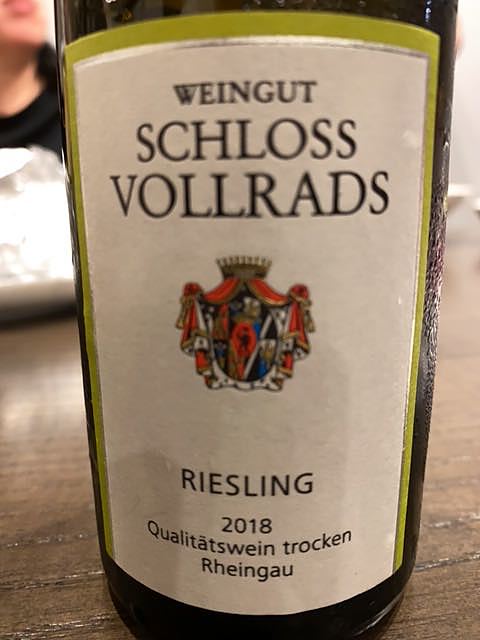 WEINGUT
SCHLOSS
VOLLRADS
RIESLING
2018
Qualitätswein trocken
Rheingau